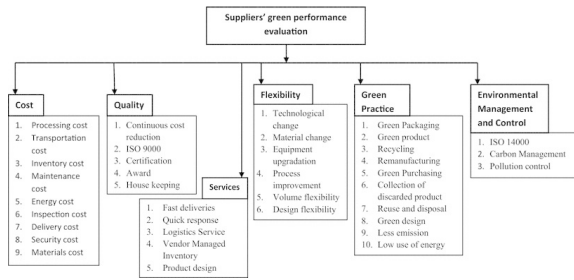 Suppliers' green performance
evaluation
Cost
1. Processing cost
2. Transportation
cost
3. Inventory cost
4. Maintenance
cost
5. Energy cost
6. Inspection cost
7. Delivery cost
8. Security cost
9. Materials cost
Quality
1. Continuous cost
reduction
2. ISO 9000
3. Certification
4. Award
5. House keeping
Services
1. Fast deliveries
2. Quick response
3. Logistics Service
4. Vendor Managed
Inventory
5. Product design
Flexibility
1. Technological
change
2. Material change
3. Equipment
upgradation
4. Process
improvement
5. Volume flexibility
6. Design flexibility
Green
Practice
1. Green Packaging
2. Green product
3. Recycling
4. Remanufacturing
5. Green Purchasing
6. Collection of
discarded product
7. Reuse and disposal
8. Green design
9. Less emission
10. Low use of energy
Environmental
Management
and Control
1. ISO 14000
2. Carbon Management
3. Pollution control